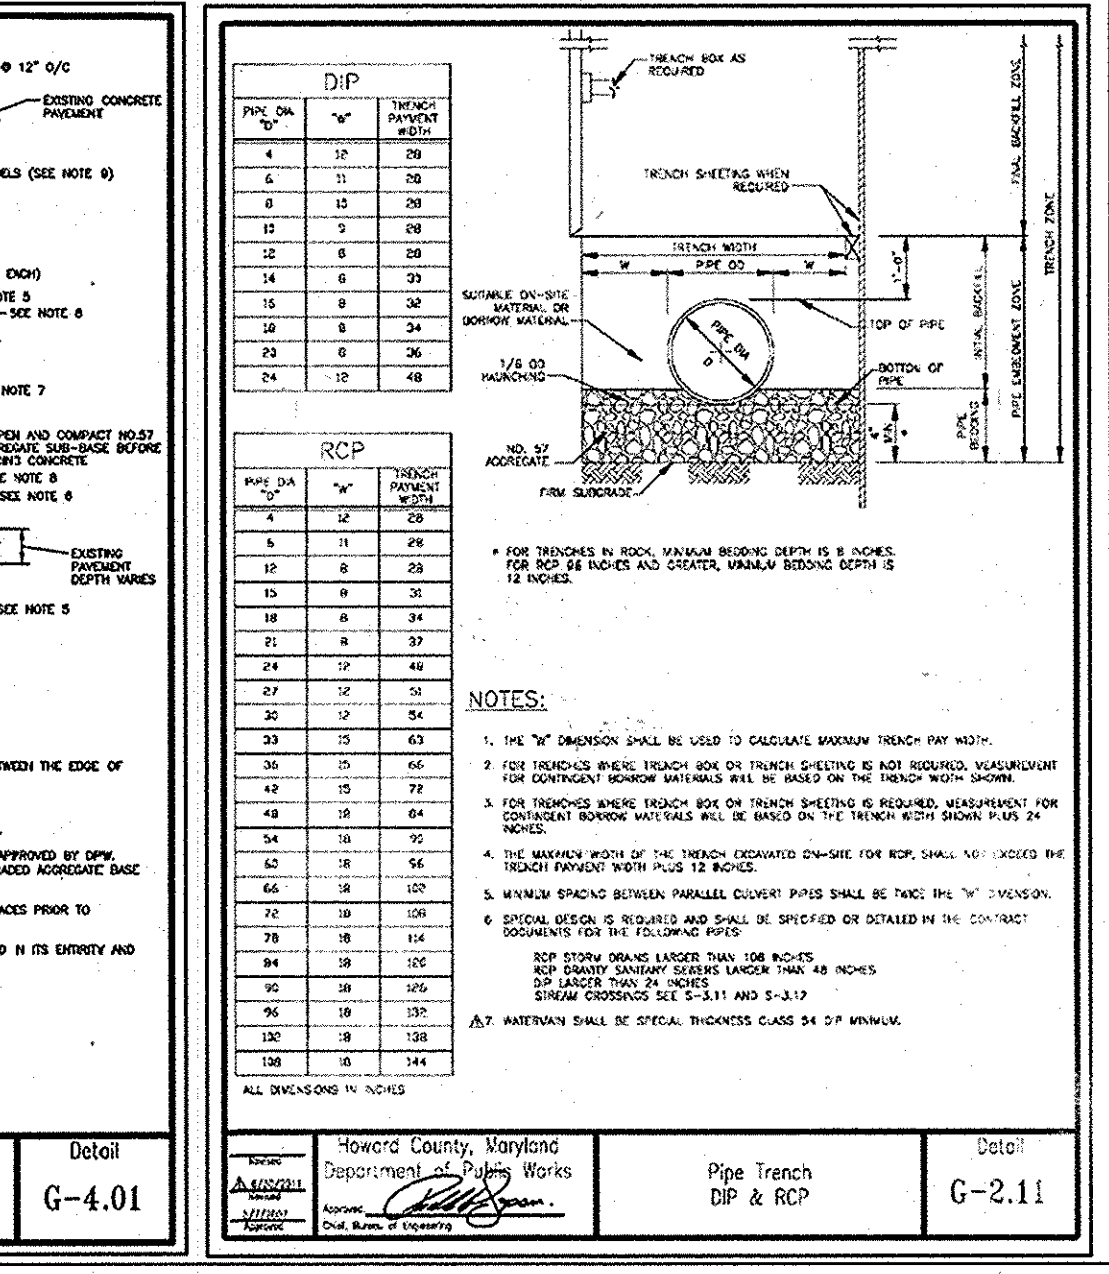 @ 12" O/C
EXISTING CONCRETE
PAVEMENT
ELS (SEE NOTE 9)
EACH)
OTE 5
SEE NOTE 8
NOTE 7
PEN AND COMPACT NO.57
REGATE SUB-BASE BEFORE
CING CONCRETE
E NOTE 8
SEE NOTE 6
EXISTING
PAVEMENT
DEPTH VARIES
SEE NOTE 5
TWEEN THE EDGE OF
APPROVED BY DPW.
ADED AGGREGATE BASE
ACES PRIOR TO
D IN ITS ENTIRITY AND
Detail
G-4.01
DIP
PIPE DIA "D" "W" TRENCH PAYMENT WIDTH
4 12 28
6 11 28
8 10 28
10 9 28
12 8 28
14 8 30
16 8 32
18 8 34
20 8 36
24 12 48
RCP
PIPE DIA "D" "W" TRENCH PAYMENT WIDTH
4 12 28
6 11 28
12 8 28
15 8 31
18 8 34
21 8 37
24 12 48
27 12 51
30 12 54
33 15 63
36 15 66
42 15 72
48 18 84
54 18 90
60 18 96
66 18 102
72 18 108
78 18 114
84 18 120
90 18 126
96 18 132
102 18 138
108 18 144
ALL DIMENSIONS IN INCHES
TRENCH BOX AS
REQUIRED
TRENCH SHEETING WHEN
REQUIRED
TRENCH WIDTH
W PIPE OD W
1'-0"
SUITABLE ON-SITE
MATERIAL OR
BORROW MATERIAL
PIPE DIA
"D"
TOP OF PIPE
1/6 OD
HAUNCHING
BOTTOM OF
PIPE
NO. 57
AGGREGATE
FIRM SUBGRADE
MIN.
*
PIPE
BEDDING
INITIAL BACKFILL
PIPE EMBEDMENT ZONE
FINAL BACKFILL ZONE
TRENCH ZONE
* FOR TRENCHES IN ROCK, MINIMUM BEDDING DEPTH IS 8 INCHES.
FOR RCP 96 INCHES AND GREATER, MINIMUM BEDDING DEPTH IS
12 INCHES.
NOTES:
1. THE "W" DIMENSION SHALL BE USED TO CALCULATE MAXIMUM TRENCH PAY WIDTH.
2. FOR TRENCHES WHERE TRENCH BOX OR TRENCH SHEETING IS NOT REQUIRED, MEASUREMENT
FOR CONTINGENT BORROW MATERIALS WILL BE BASED ON THE TRENCH WIDTH SHOWN.
3. FOR TRENCHES WHERE TRENCH BOX OR TRENCH SHEETING IS REQUIRED, MEASUREMENT FOR
CONTINGENT BORROW MATERIALS WILL BE BASED ON THE TRENCH WIDTH SHOWN PLUS 24
INCHES.
4. THE MAXIMUM WIDTH OF THE TRENCH EXCAVATED ON-SITE FOR RCP, SHALL NOT EXCEED THE
TRENCH PAYMENT WIDTH PLUS 12 INCHES.
5. MINIMUM SPACING BETWEEN PARALLEL CULVERT PIPES SHALL BE TWICE THE "W" DIMENSION.
6 SPECIAL DESIGN IS REQUIRED AND SHALL BE SPECIFIED OR DETAILED IN THE CONTRACT
DOCUMENTS FOR THE FOLLOWING PIPES:
RCP STORM DRAINS LARGER THAN 108 INCHES
RCP GRAVITY SANITARY SEWERS LARGER THAN 48 INCHES
DIP LARGER THAN 24 INCHES
STREAM CROSSINGS SEE S-3.11 AND S-3.12
7. WATERMAIN SHALL BE SPECIAL THICKNESS CLASS 54 DIP MINIMUM.
Revised
Revised
Approved
Howard County, Maryland
Department of Public Works
Approved:
Chief, Bureau of Engineering
Pipe Trench
DIP & RCP
Detail
G-2.11